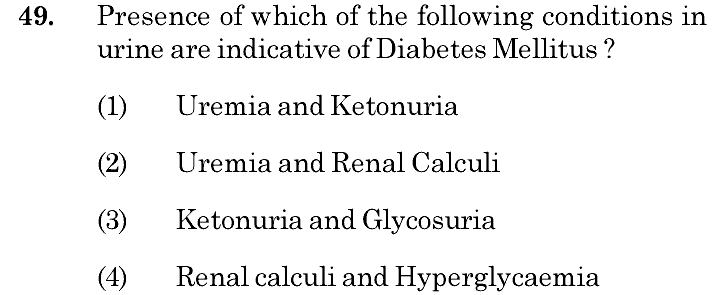 49. Presence of which of the following conditions in
urine are indicative of Diabetes Mellitus ?
(1) Uremia and Ketonuria
(2) Uremia and Renal Calculi
(3) Ketonuria and Glycosuria
(4) Renal calculi and Hyperglycaemia